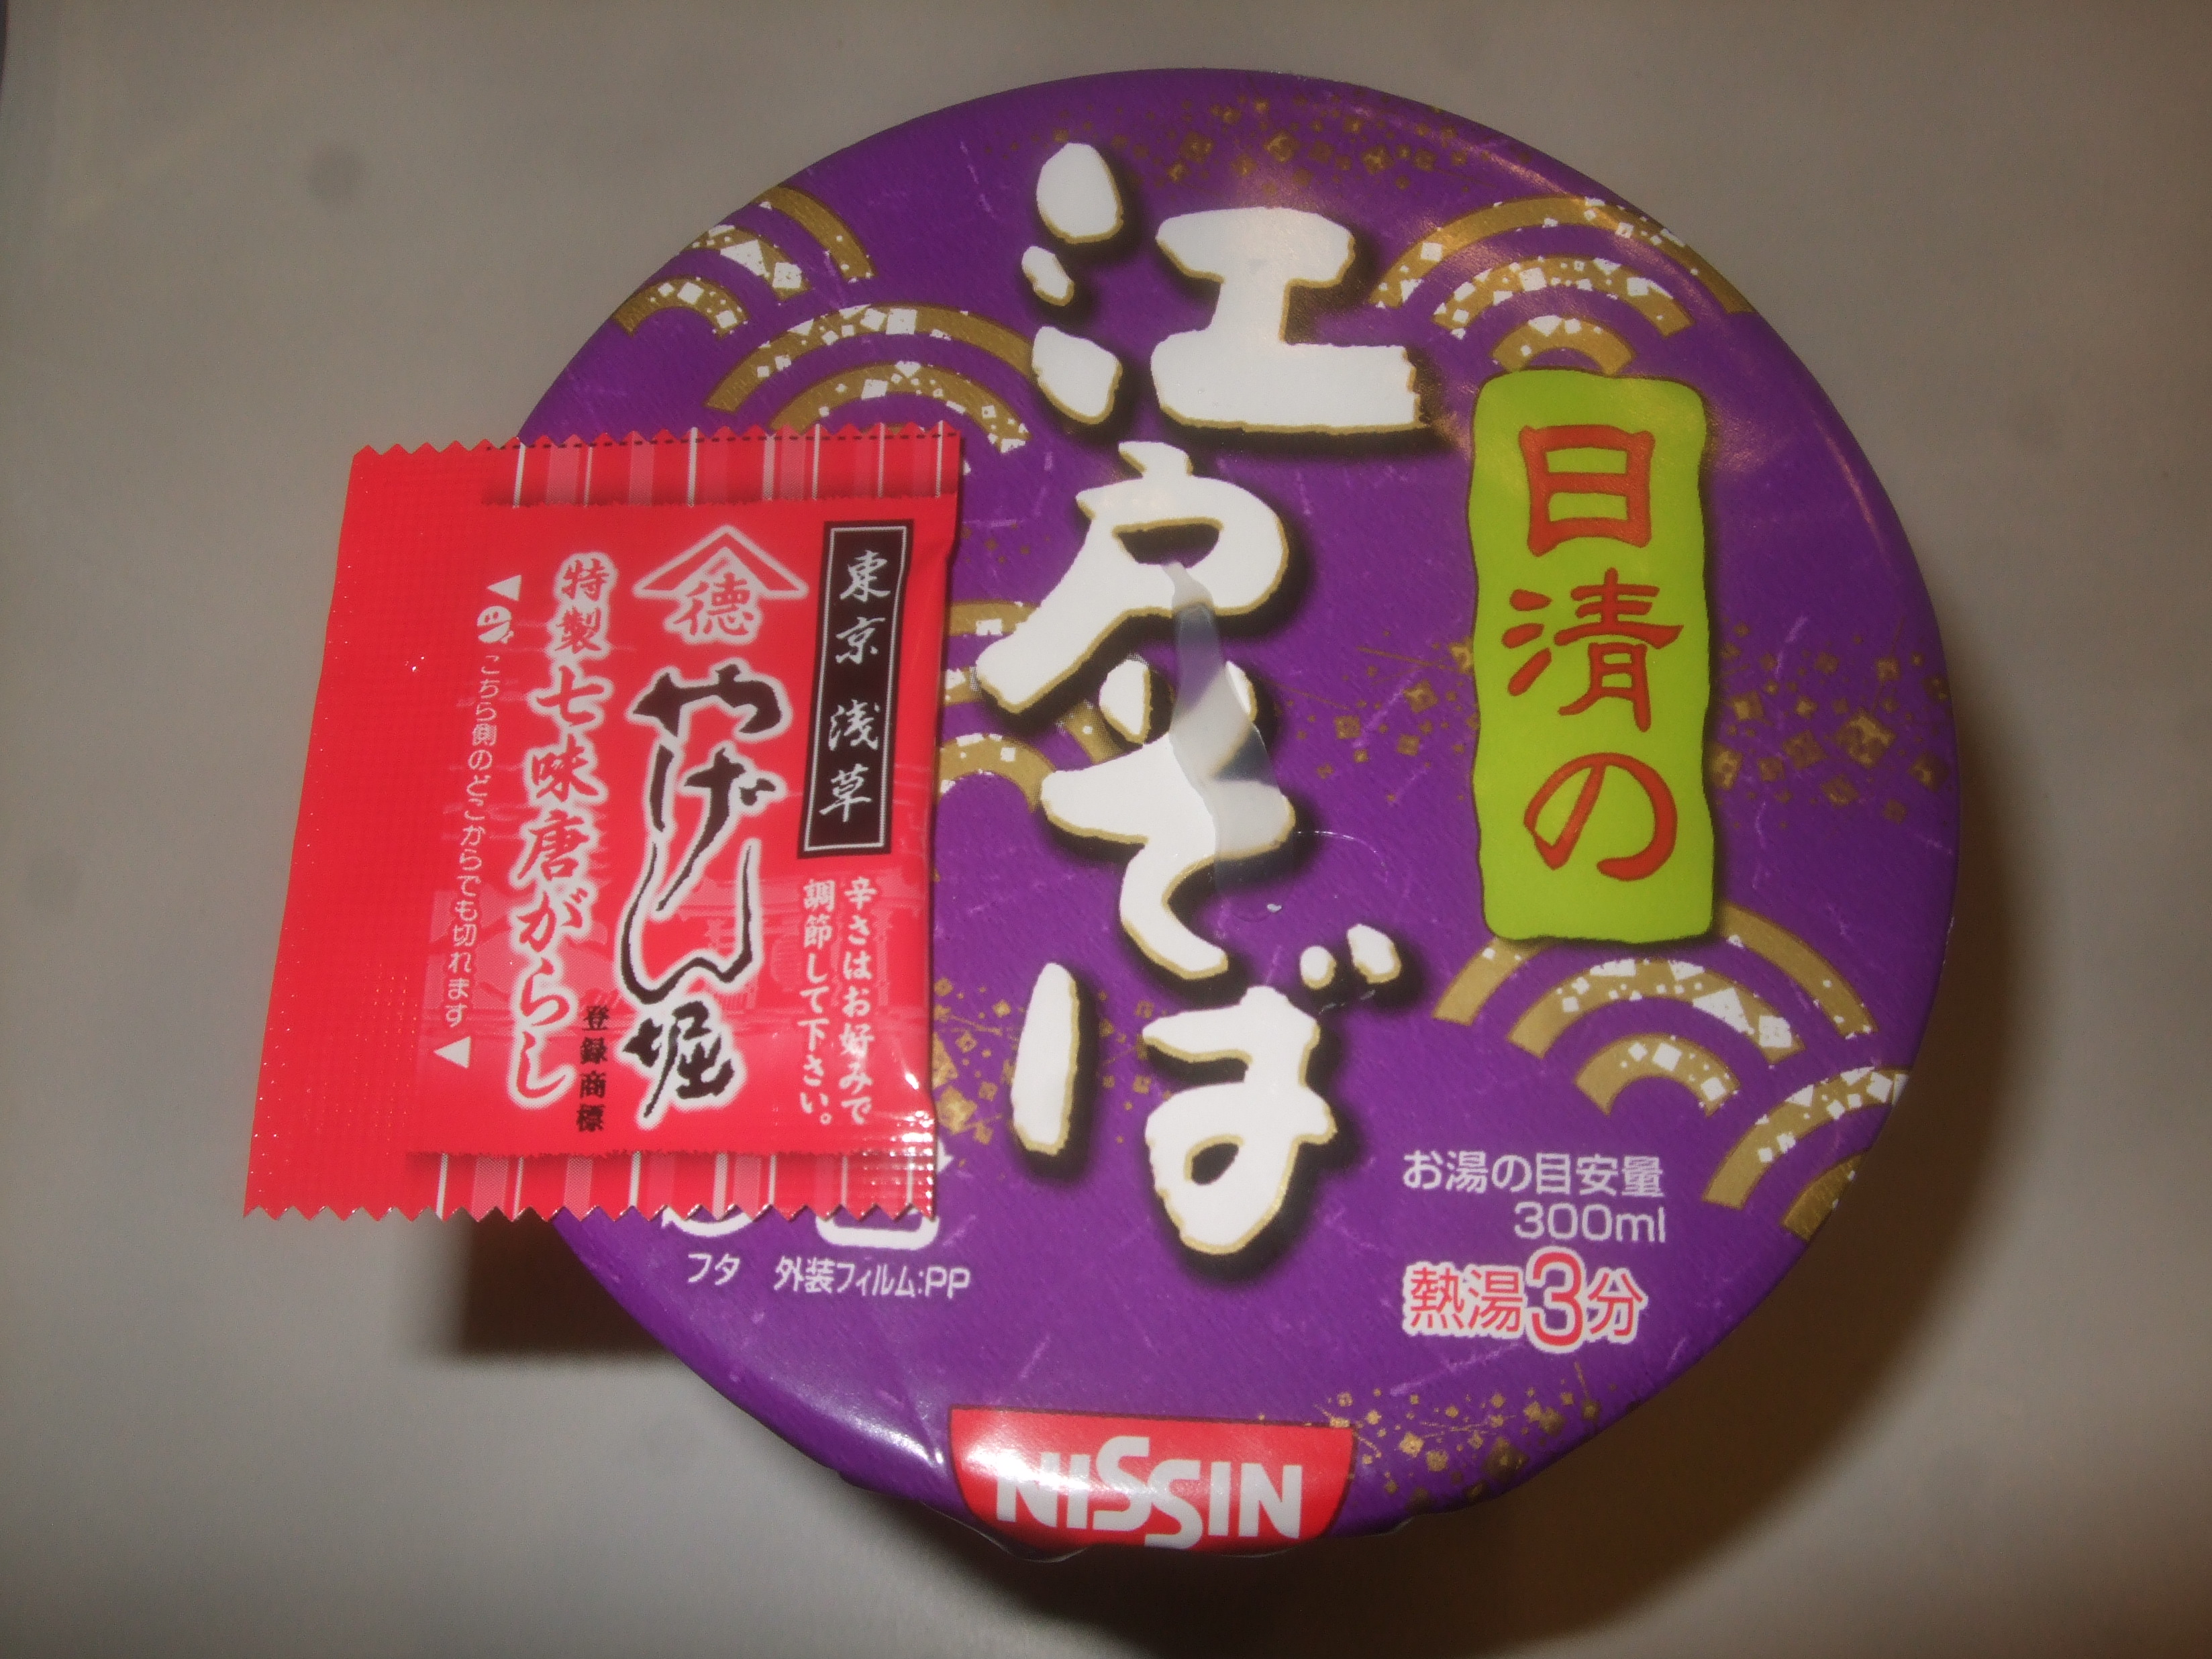 日清の
江戸そば
お湯の目安量
300ml
熱湯3分
フタ
外装フィルム:PP
NISSIN
東京 浅草
辛さはお好みで
調節して下さい。
徳
やげん堀
登録商標
特製七味唐がらし
こちら側のどこからでも切れます